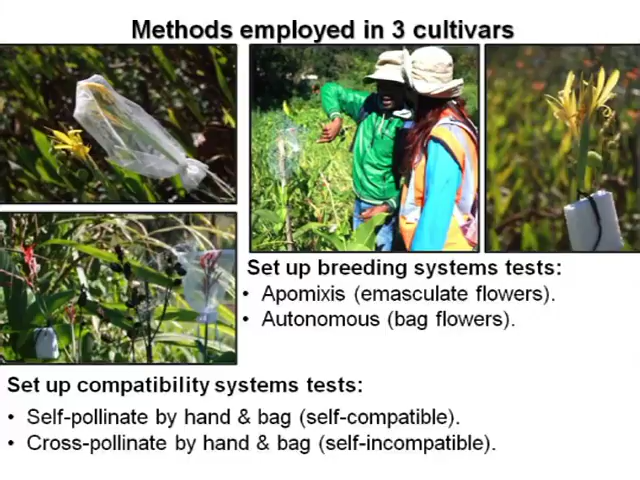 Methods employed in 3 cultivars
Set up breeding systems tests:
• Apomixis (emasculate flowers).
• Autonomous (bag flowers).
Set up compatibility systems tests:
• Self-pollinate by hand & bag (self-compatible).
• Cross-pollinate by hand & bag (self-incompatible).